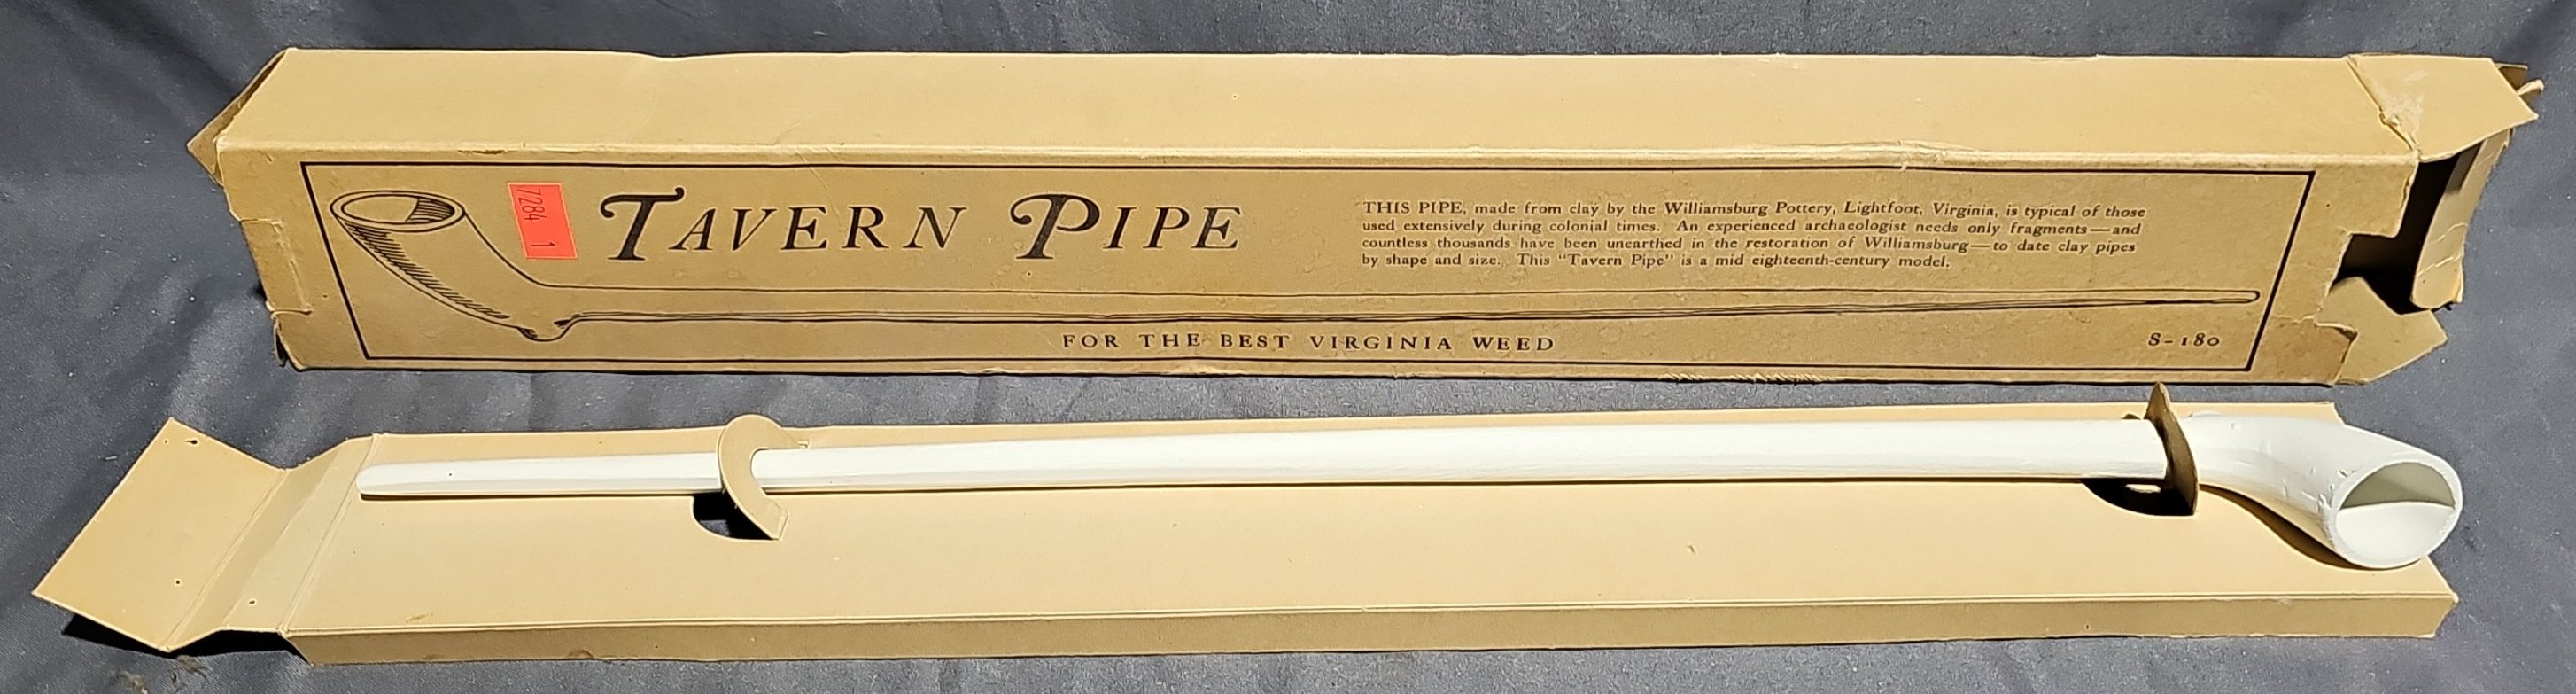 7284 1
TAVERN PIPE
THIS PIPE, made from clay by the Williamsburg Pottery, Lightfoot, Virginia, is typical of those
used extensively during colonial times. An experienced archaeologist needs only fragments—and
countless thousands have been unearthed in the restoration of Williamsburg—to date clay pipes
by shape and size. This "Tavern Pipe" is a mid eighteenth-century model.
FOR THE BEST VIRGINIA WEED
S-180